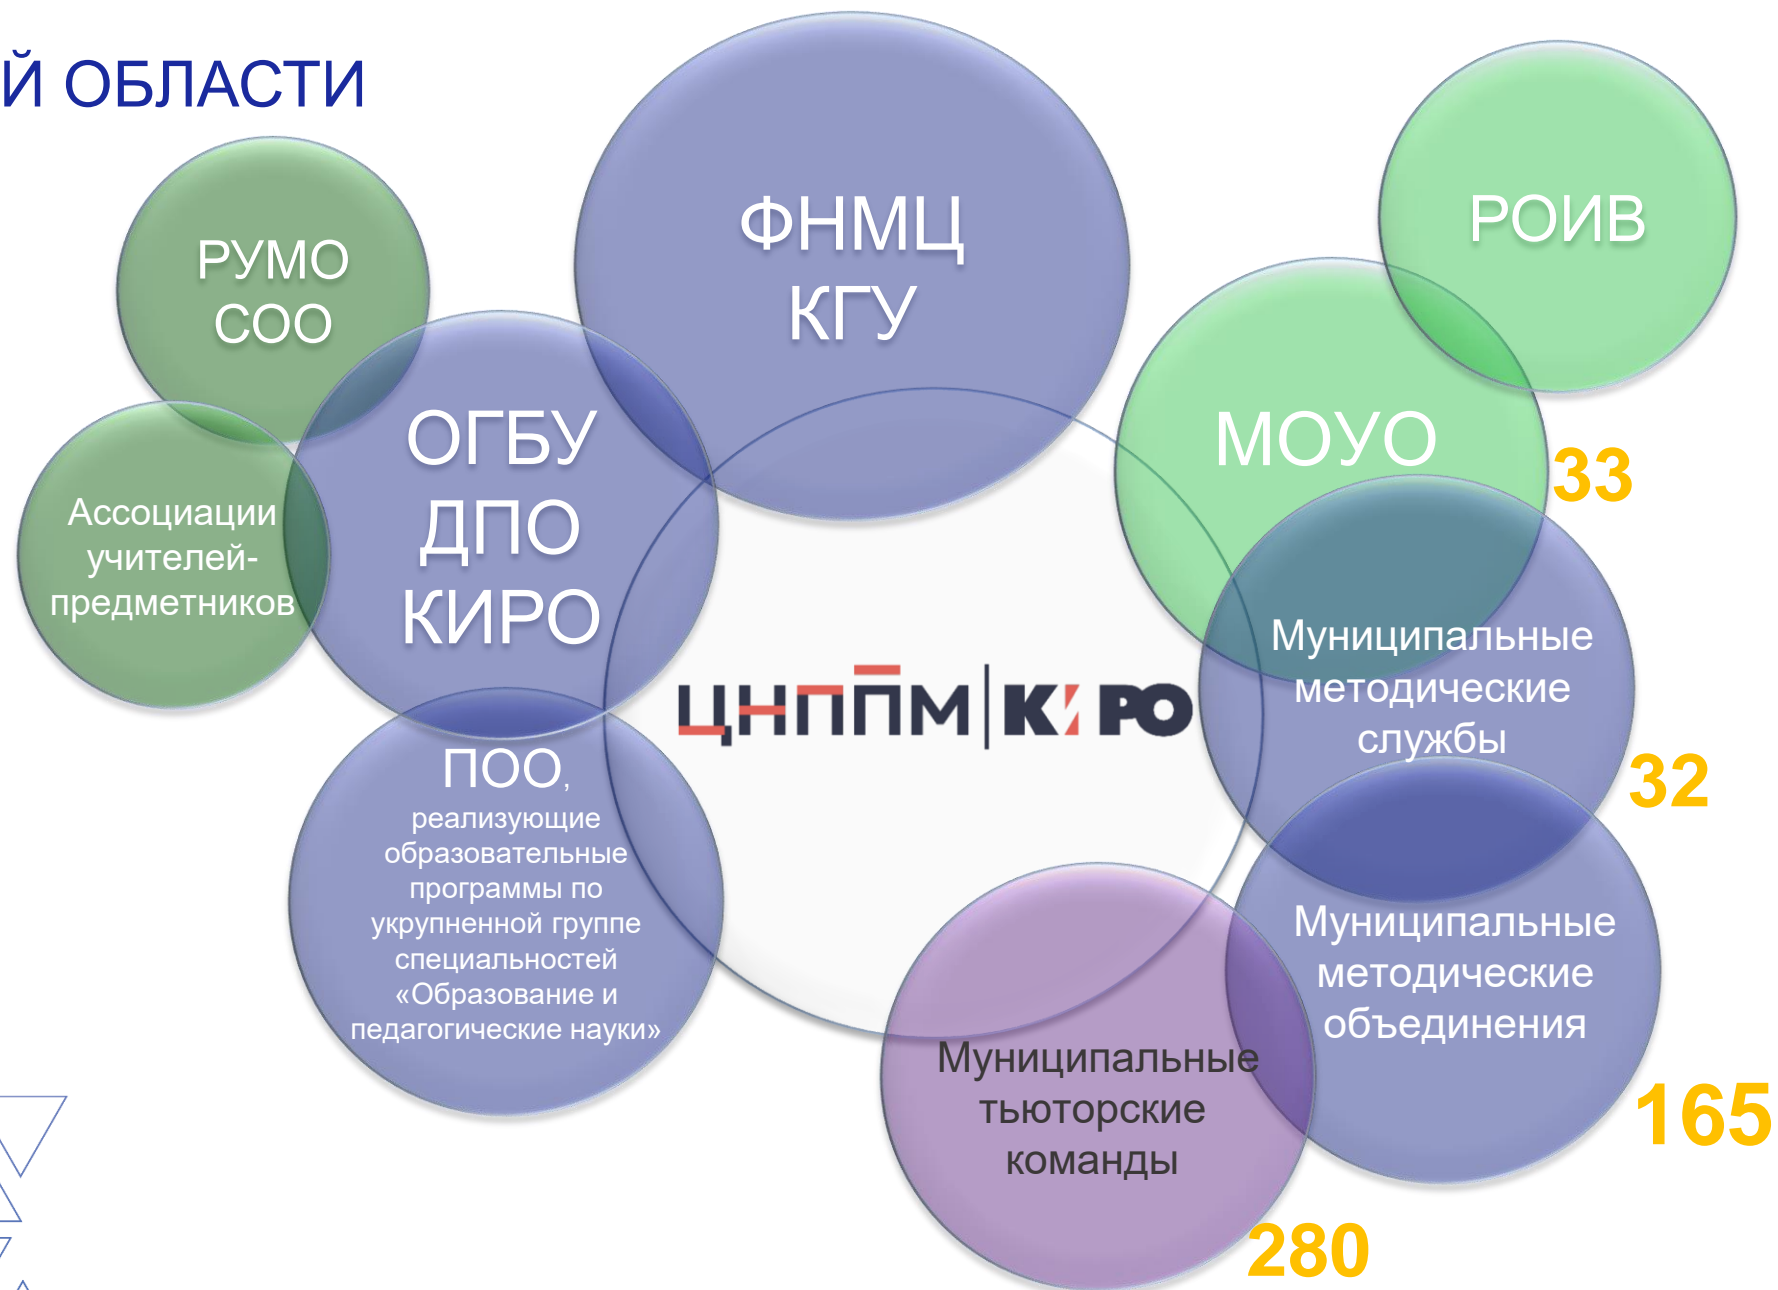 Й ОБЛАСТИ
РУМО
СОО
ФНМЦ
КГУ
РОИВ
ОГБУ
ДПО
КИРО
МОУО
33
Ассоциации
учителей-
предметников
ЦНППМ КИРО
Муниципальные
методические
службы
32
ПОО,
реализующие
образовательные
программы по
укрупненной группе
специальностей
«Образование и
педагогические науки»
Муниципальные
методические
объединения
165
Муниципальные
тьюторские
команды
280